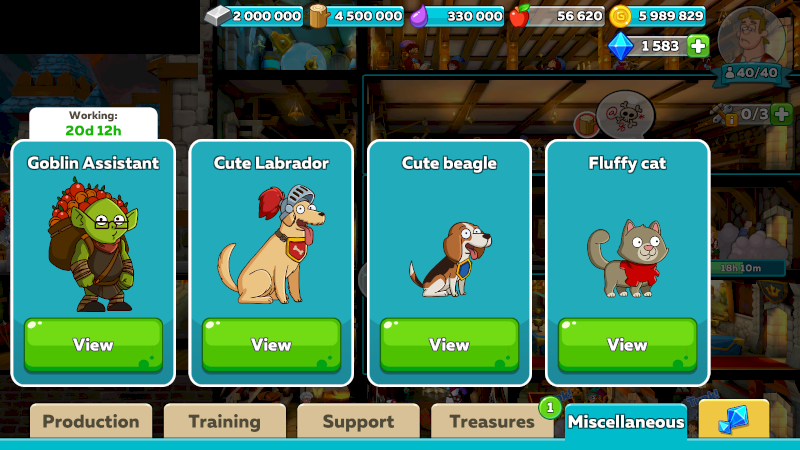 2 000 000
4 500 000
330 000
56 620
5 989 829
1 583
40/40
0/3
Working:
20d 12h
Goblin Assistant
Cute Labrador
Cute beagle
Fluffy cat
18h 10m
View
View
View
View
Production
Training
Support
Treasures
1
Miscellaneous